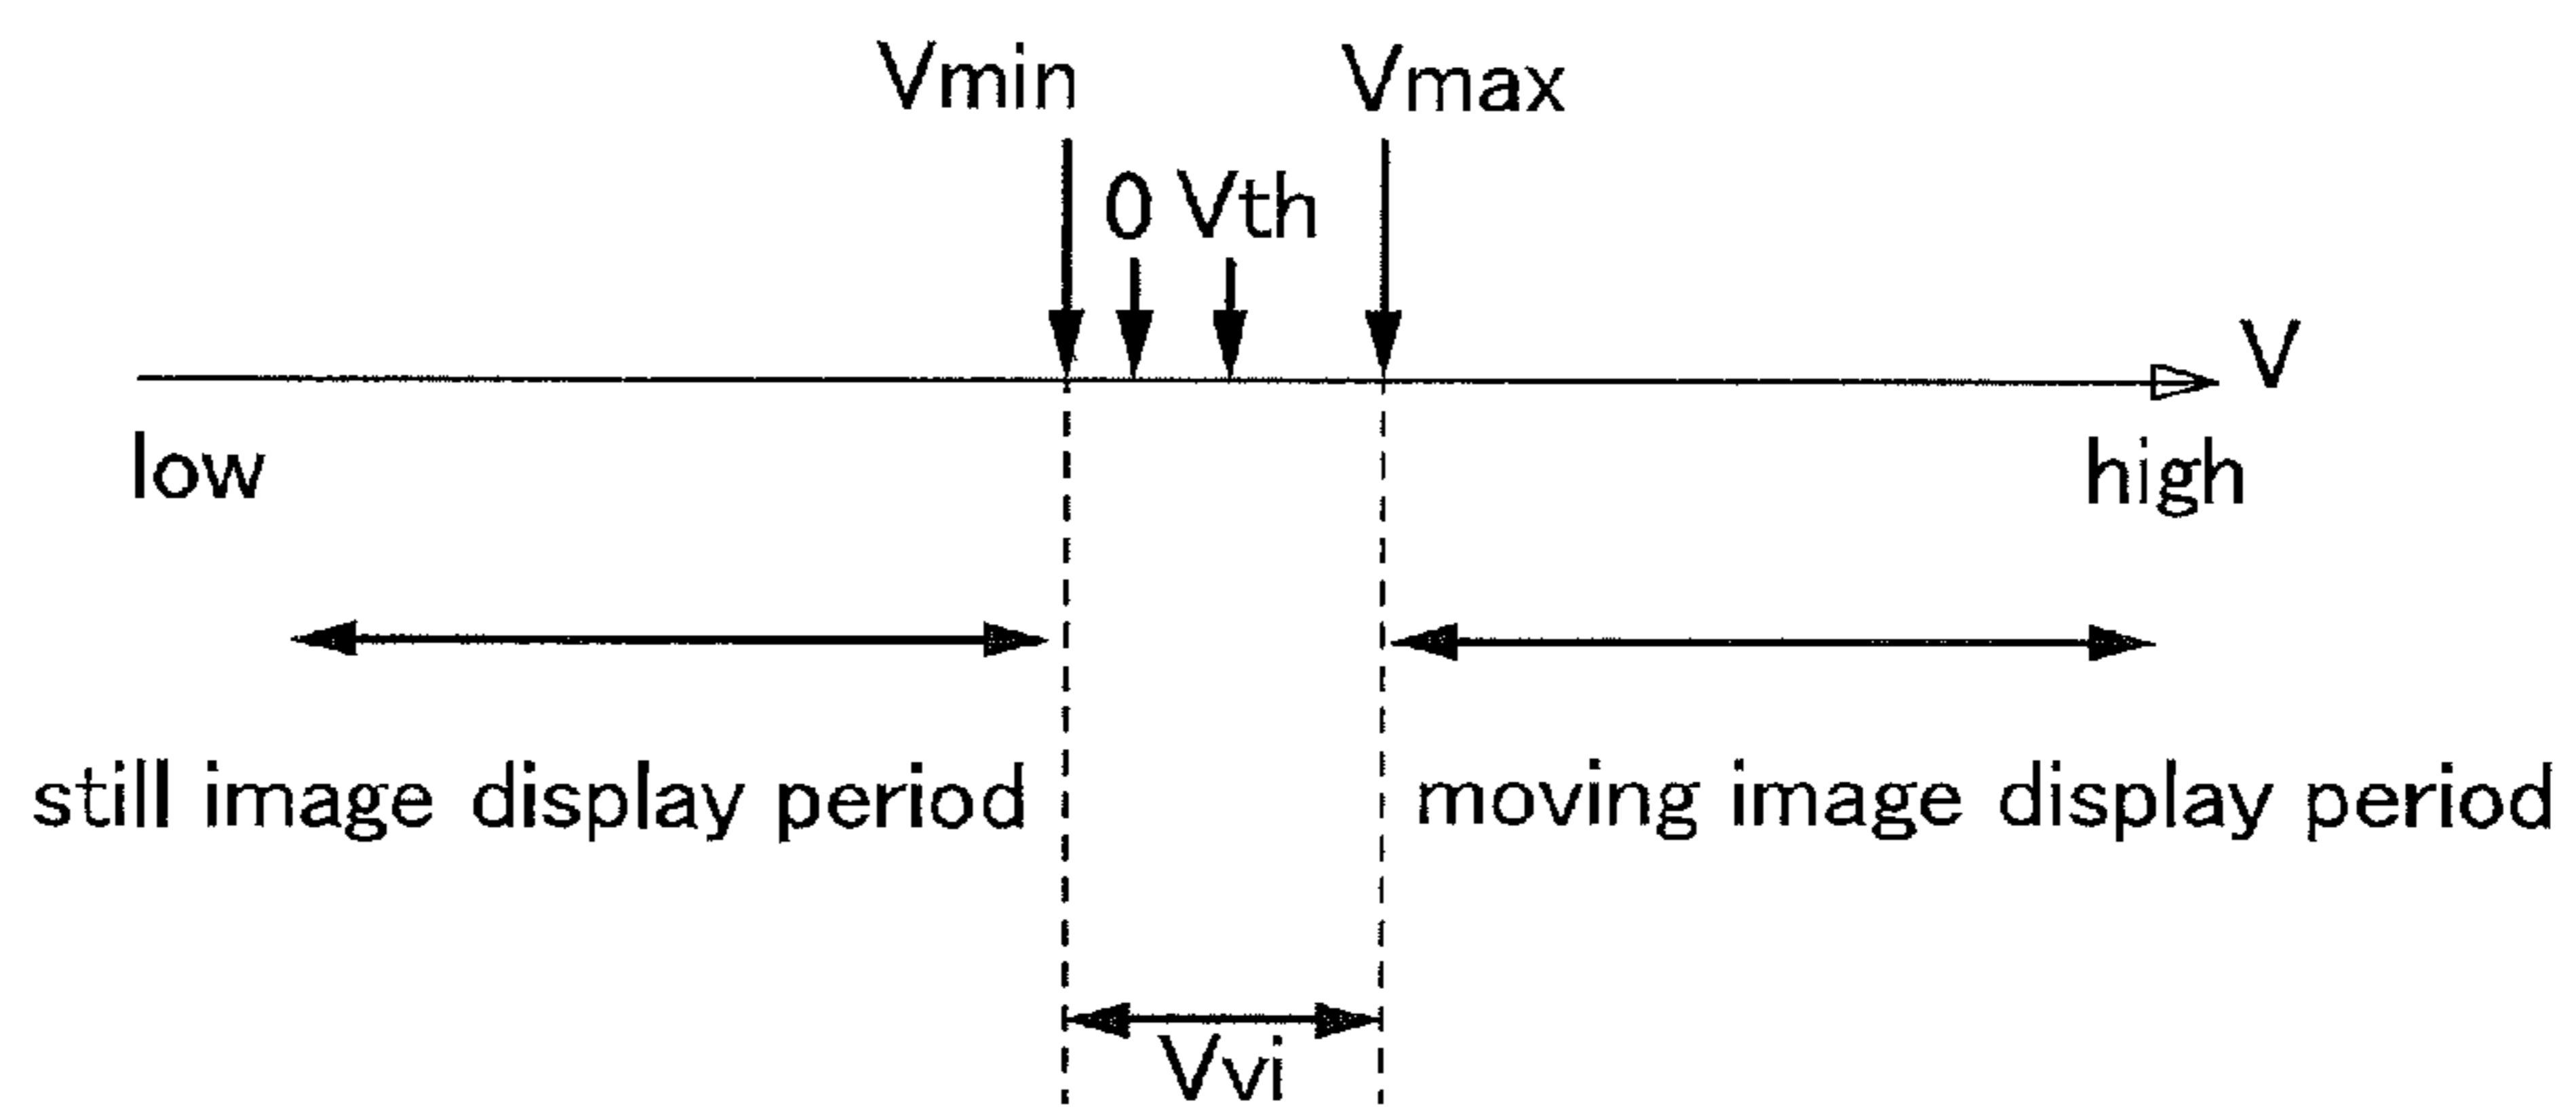 Vmin Vmax
0 Vth
V
low high
still image display period moving image display period
Vvi